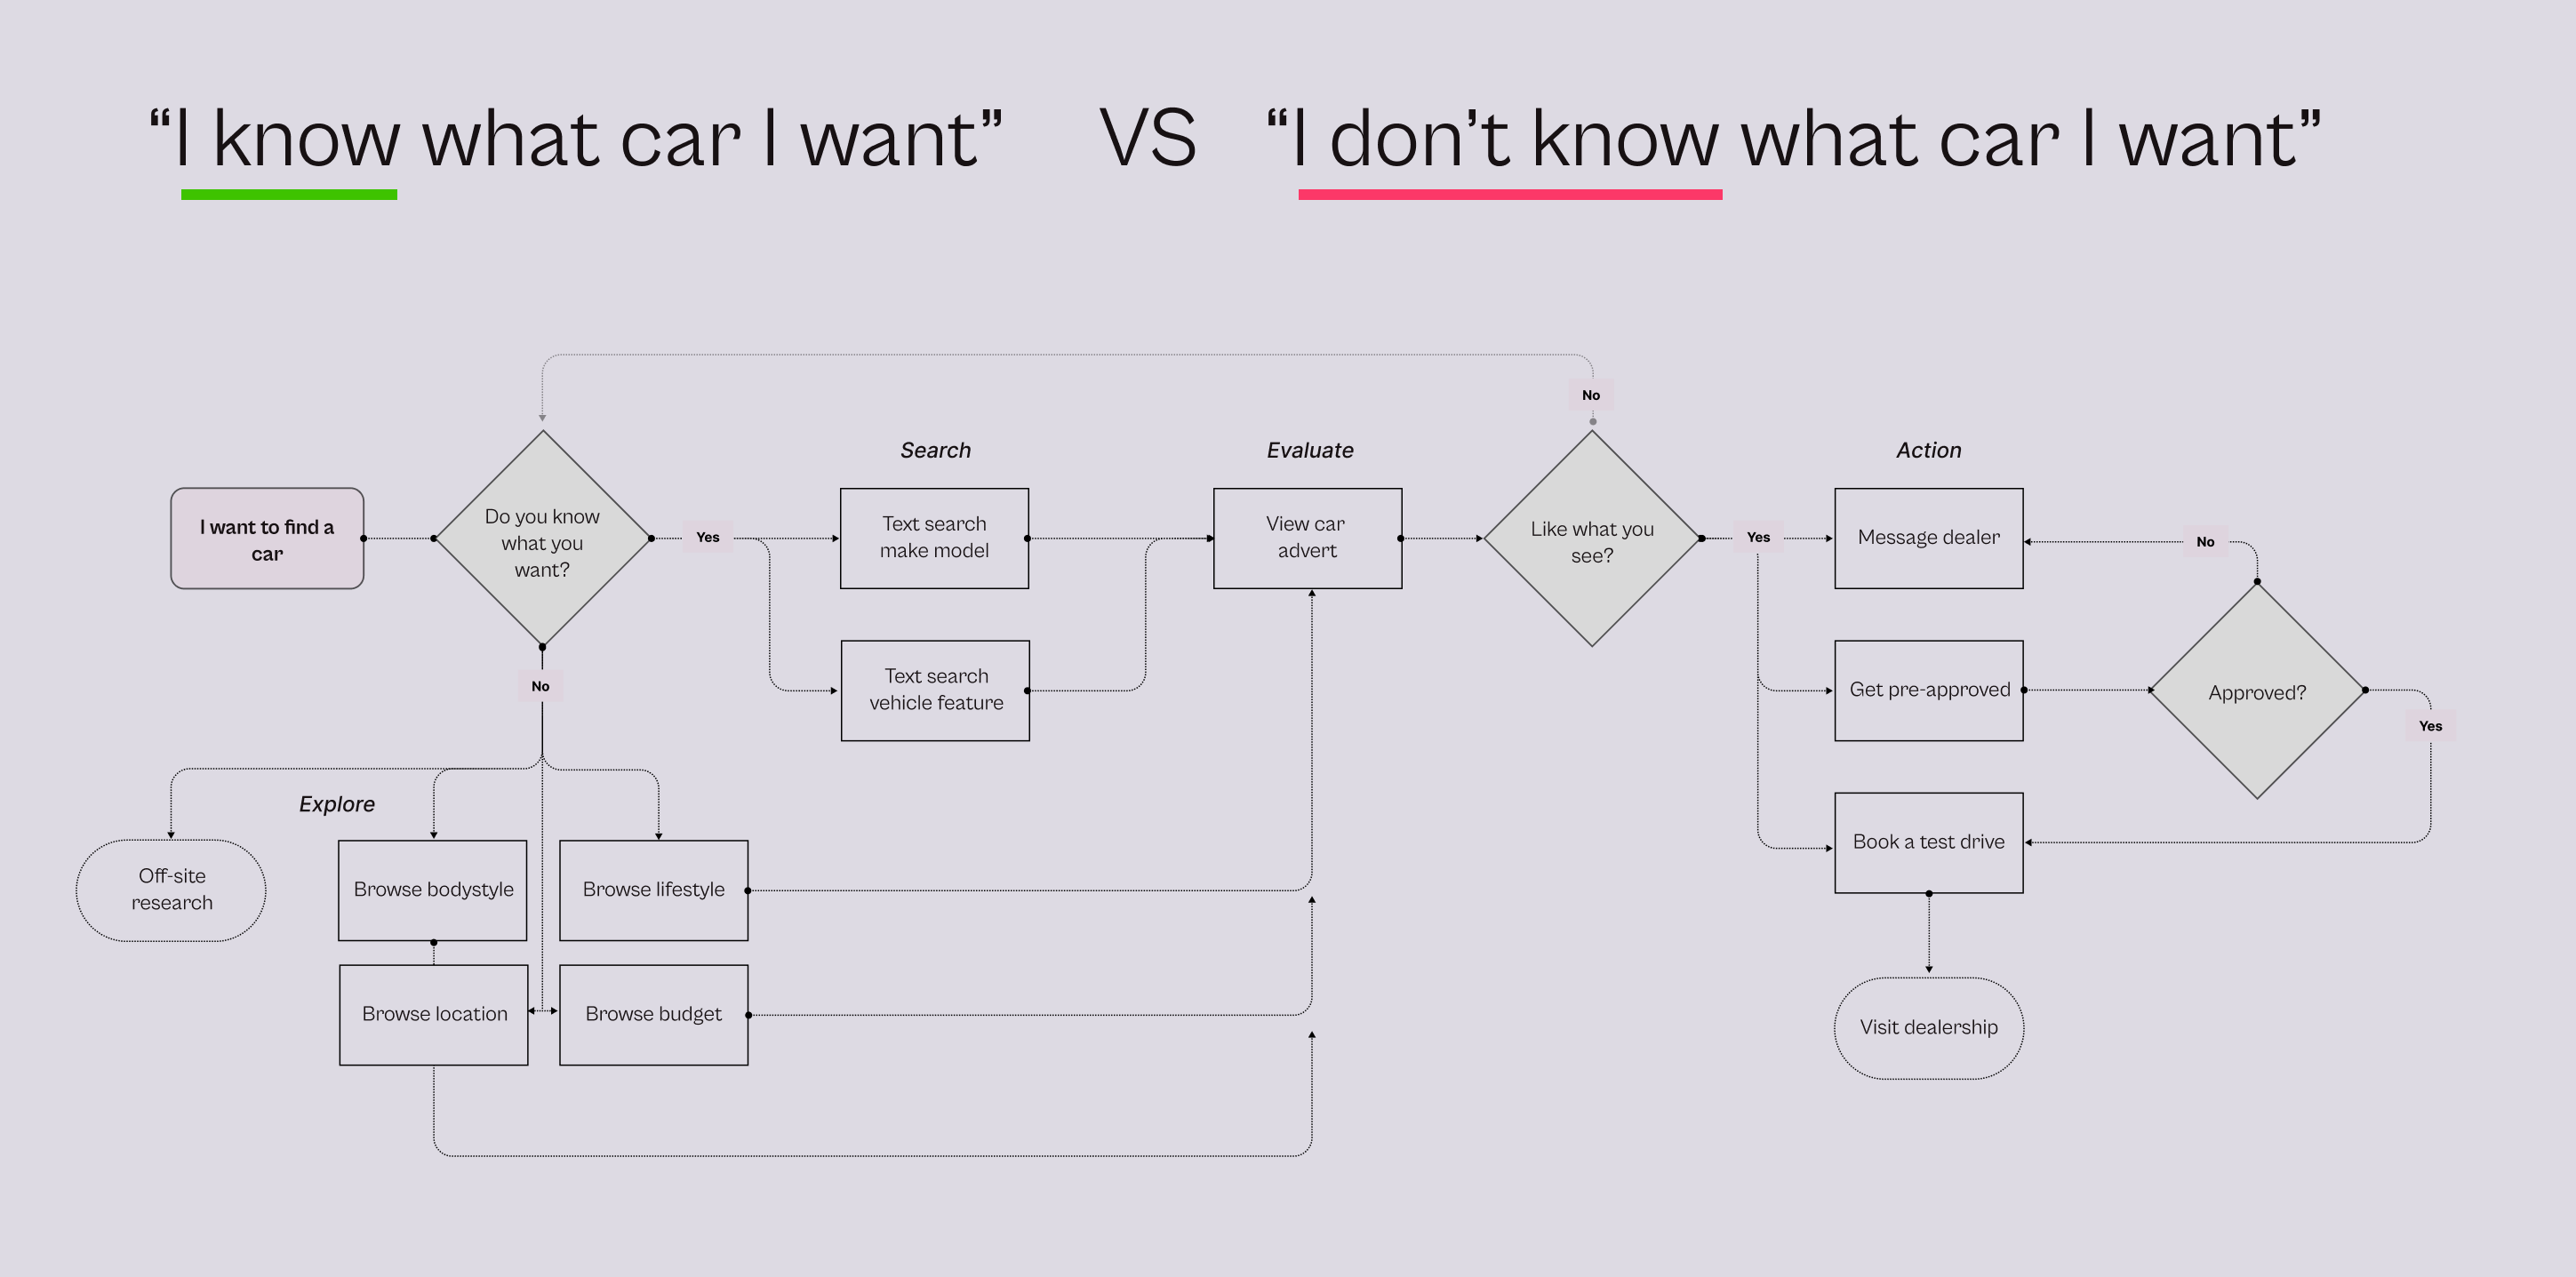 “I know what car I want” VS “I don’t know what car I want”
No
Search
Evaluate
Action
I want to find a
car
Do you know
what you
want?
Yes
Text search
make model
View car
advert
Like what you
see?
Yes
Message dealer
No
No
Text search
vehicle feature
Get pre-approved
Approved?
Yes
Explore
Off-site
research
Browse bodystyle
Browse lifestyle
Book a test drive
Browse location
Browse budget
Visit dealership